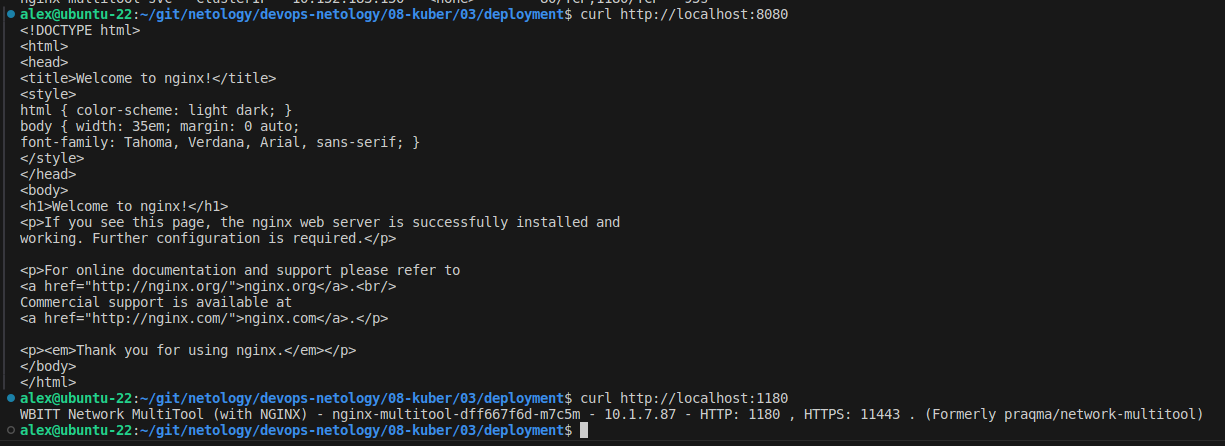 alex@ubuntu-22:~/git/netology/devops-netology/08-kuber/03/deployment$ curl http://localhost:8080
<!DOCTYPE html>
<html>
<head>
<title>Welcome to nginx!</title>
<style>
html { color-scheme: light dark; }
body { width: 35em; margin: 0 auto;
font-family: Tahoma, Verdana, Arial, sans-serif; }
</style>
</head>
<body>
<h1>Welcome to nginx!</h1>
<p>If you see this page, the nginx web server is successfully installed and
working. Further configuration is required.</p>
<p>For online documentation and support please refer to
<a href="http://nginx.org/">nginx.org</a>.<br/>
Commercial support is available at
<a href="http://nginx.com/">nginx.com</a>.</p>
<p><em>Thank you for using nginx.</em></p>
</body>
</html>
alex@ubuntu-22:~/git/netology/devops-netology/08-kuber/03/deployment$ curl http://localhost:1180
WBITT Network MultiTool (with NGINX) - nginx-multitool-dff667f6d-m7c5m - 10.1.7.87 - HTTP: 1180 , HTTPS: 11443 . (Formerly praqma/network-multitool)
alex@ubuntu-22:~/git/netology/devops-netology/08-kuber/03/deployment$